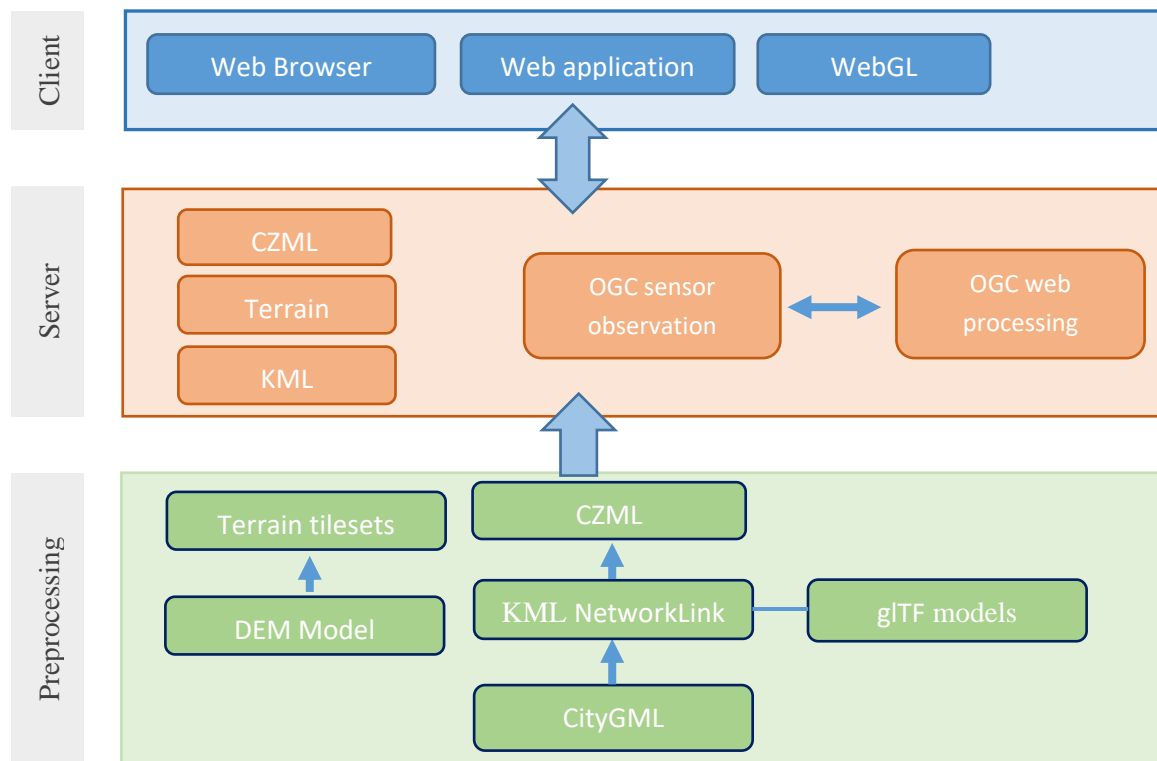 Client
Web Browser
Web application
WebGL
Server
CZML
Terrain
KML
OGC sensor
observation
OGC web
processing
Preprocessing
Terrain tilesets
DEM Model
CZML
KML NetworkLink
glTF models
CityGML